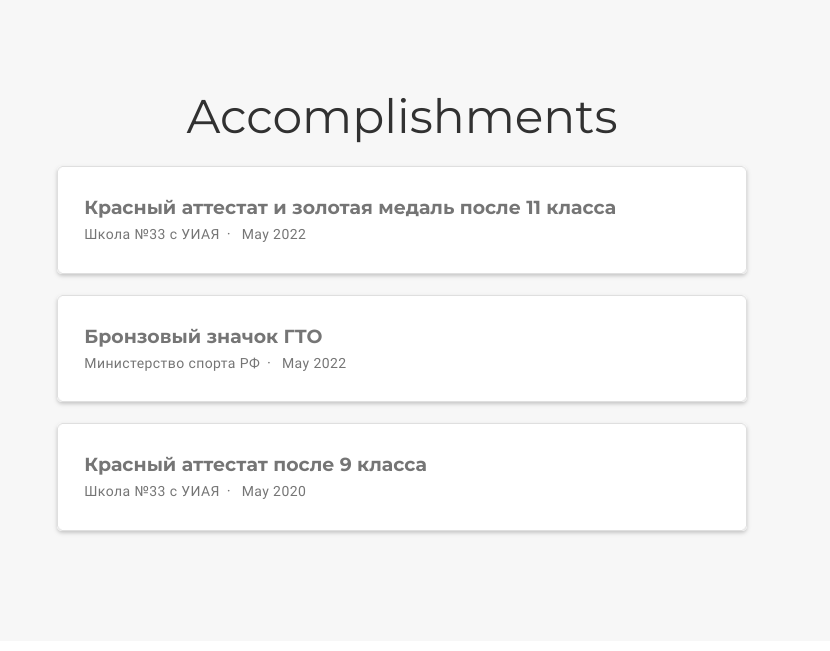 Accomplishments
Красный аттестат и золотая медаль после 11 класса
Школа №33 с УИАЯ · May 2022
Бронзовый значок ГТО
Министерство спорта РФ · May 2022
Красный аттестат после 9 класса
Школа №33 с УИАЯ · May 2020